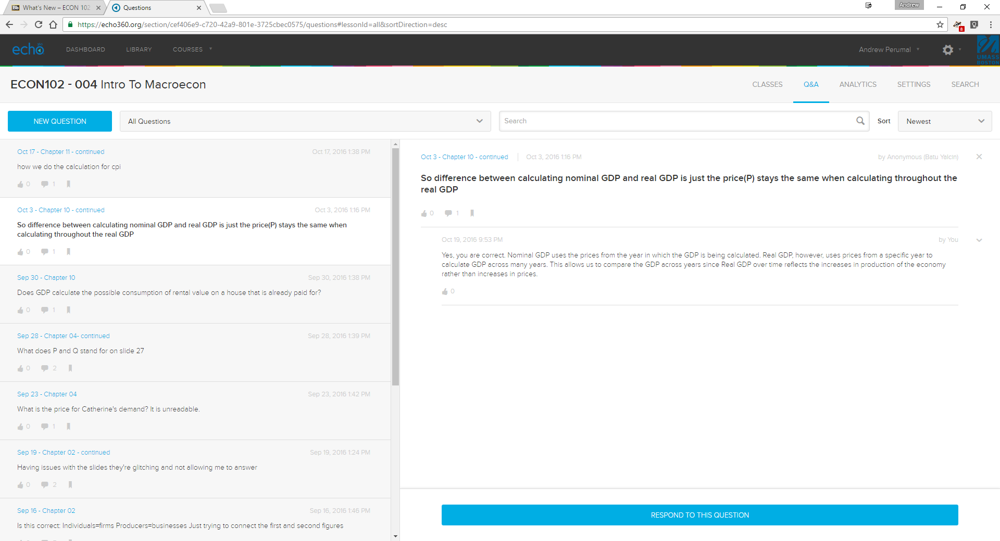 What's New – ECON 102
Questions
Andrew
https://echo360.org/section/cef406e9-c720-42a9-801e-3725cbec0575/questions#lessonId=all&sortDirection=desc
8
echo
360
DASHBOARD
LIBRARY
COURSES
Andrew Perumal
UMASS
BOSTON
ECON102 - 004 Intro To Macroecon
CLASSES
Q&A
ANALYTICS
SETTINGS
SEARCH
NEW QUESTION
All Questions
Search
Sort
Newest
Oct 17 - Chapter 11 - continued
Oct 17, 2016 1:38 PM
how we do the calculation for cpi
0
1
Oct 3 - Chapter 10 - continued
Oct 3, 2016 1:16 PM
So difference between calculating nominal GDP and real GDP is just the price(P) stays the same when
calculating throughout the real GDP
0
1
Sep 30 - Chapter 10
Sep 30, 2016 1:38 PM
Does GDP calculate the possible consumption of rental value on a house that is already paid for?
0
1
Sep 28 - Chapter 04- continued
Sep 28, 2016 1:39 PM
What does P and Q stand for on slide 27
0
2
Sep 23 - Chapter 04
Sep 23, 2016 1:42 PM
What is the price for Catherine's demand? It is unreadable.
0
1
Sep 19 - Chapter 02 - continued
Sep 19, 2016 1:24 PM
Having issues with the slides they're glitching and not allowing me to answer
0
2
Sep 16 - Chapter 02
Sep 16, 2016 1:46 PM
Is this correct: Individuals=firms Producers=businesses Just trying to connect the first and second figures
Oct 3 - Chapter 10 - continued
Oct 3, 2016 1:16 PM
by Anonymous (Batu Yalcin)
So difference between calculating nominal GDP and real GDP is just the price(P) stays the same when calculating throughout the
real GDP
0
1
Oct 19, 2016 9:53 PM
by You
Yes, you are correct. Nominal GDP uses the prices from the year in which the GDP is being calculated. Real GDP, however, uses prices from a specific year to
calculate GDP across many years. This allows us to compare the GDP across years since Real GDP over time reflects the increases in production of the economy
rather than increases in prices.
0
RESPOND TO THIS QUESTION